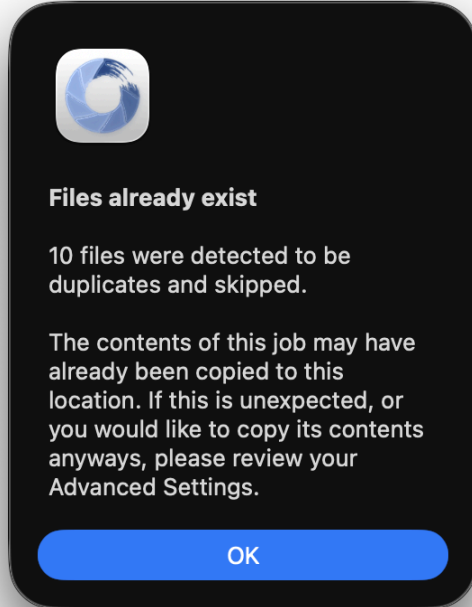 Files already exist
10 files were detected to be
duplicates and skipped.
The contents of this job may have
already been copied to this
location. If this is unexpected, or
you would like to copy its contents
anyways, please review your
Advanced Settings.
OK